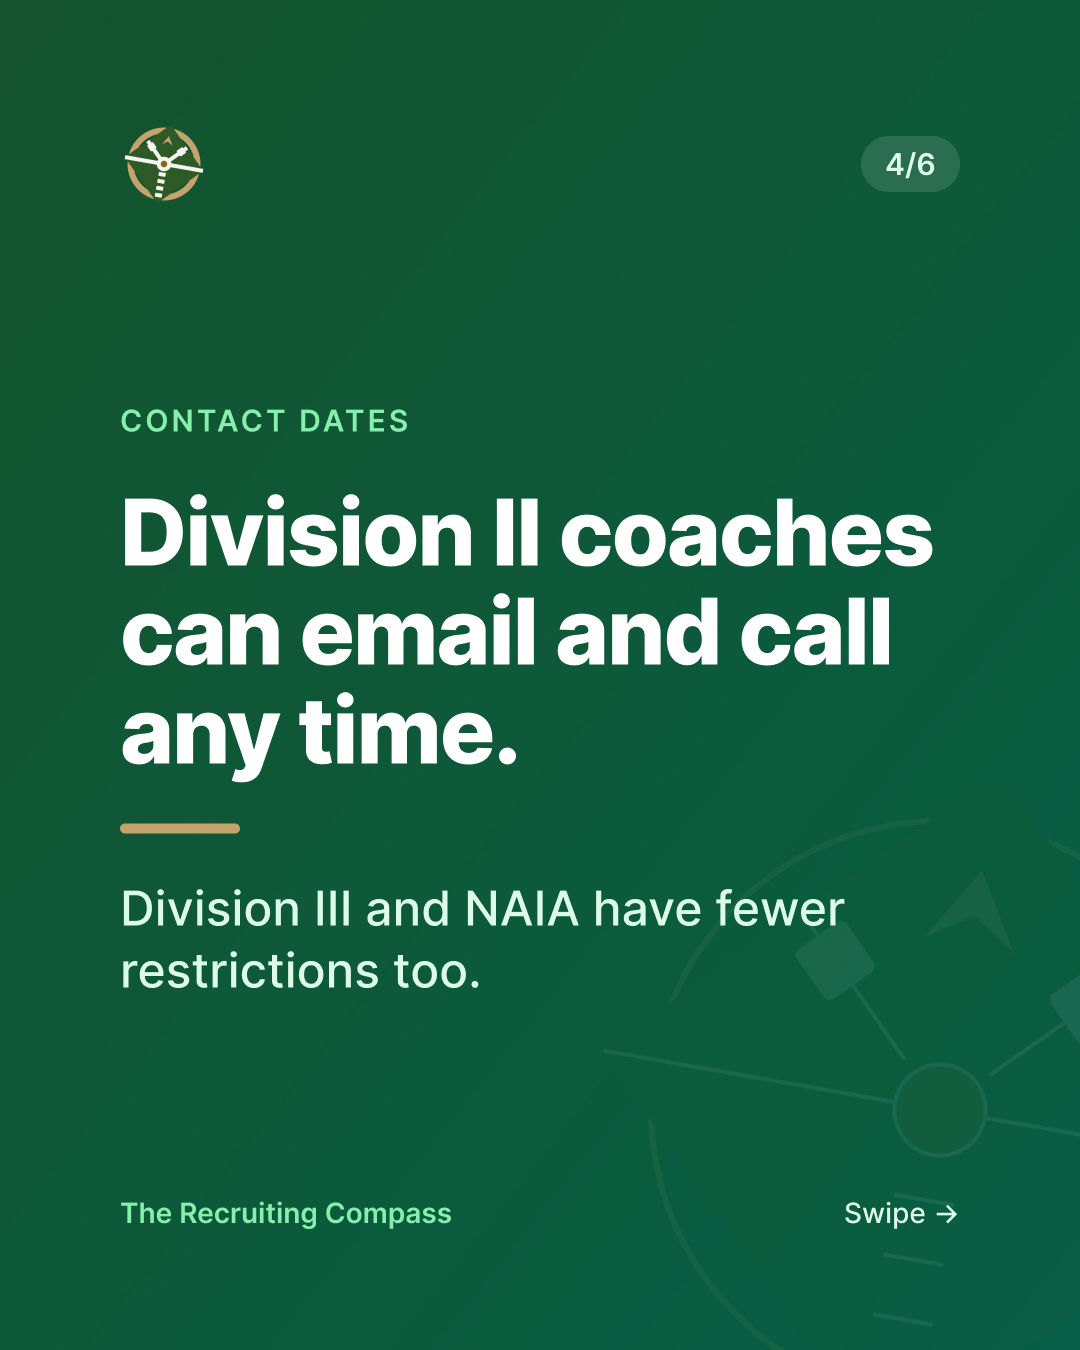 4/6
CONTACT DATES
Division II coaches
can email and call
any time.
Division III and NAIA have fewer
restrictions too.
The Recruiting Compass
Swipe →